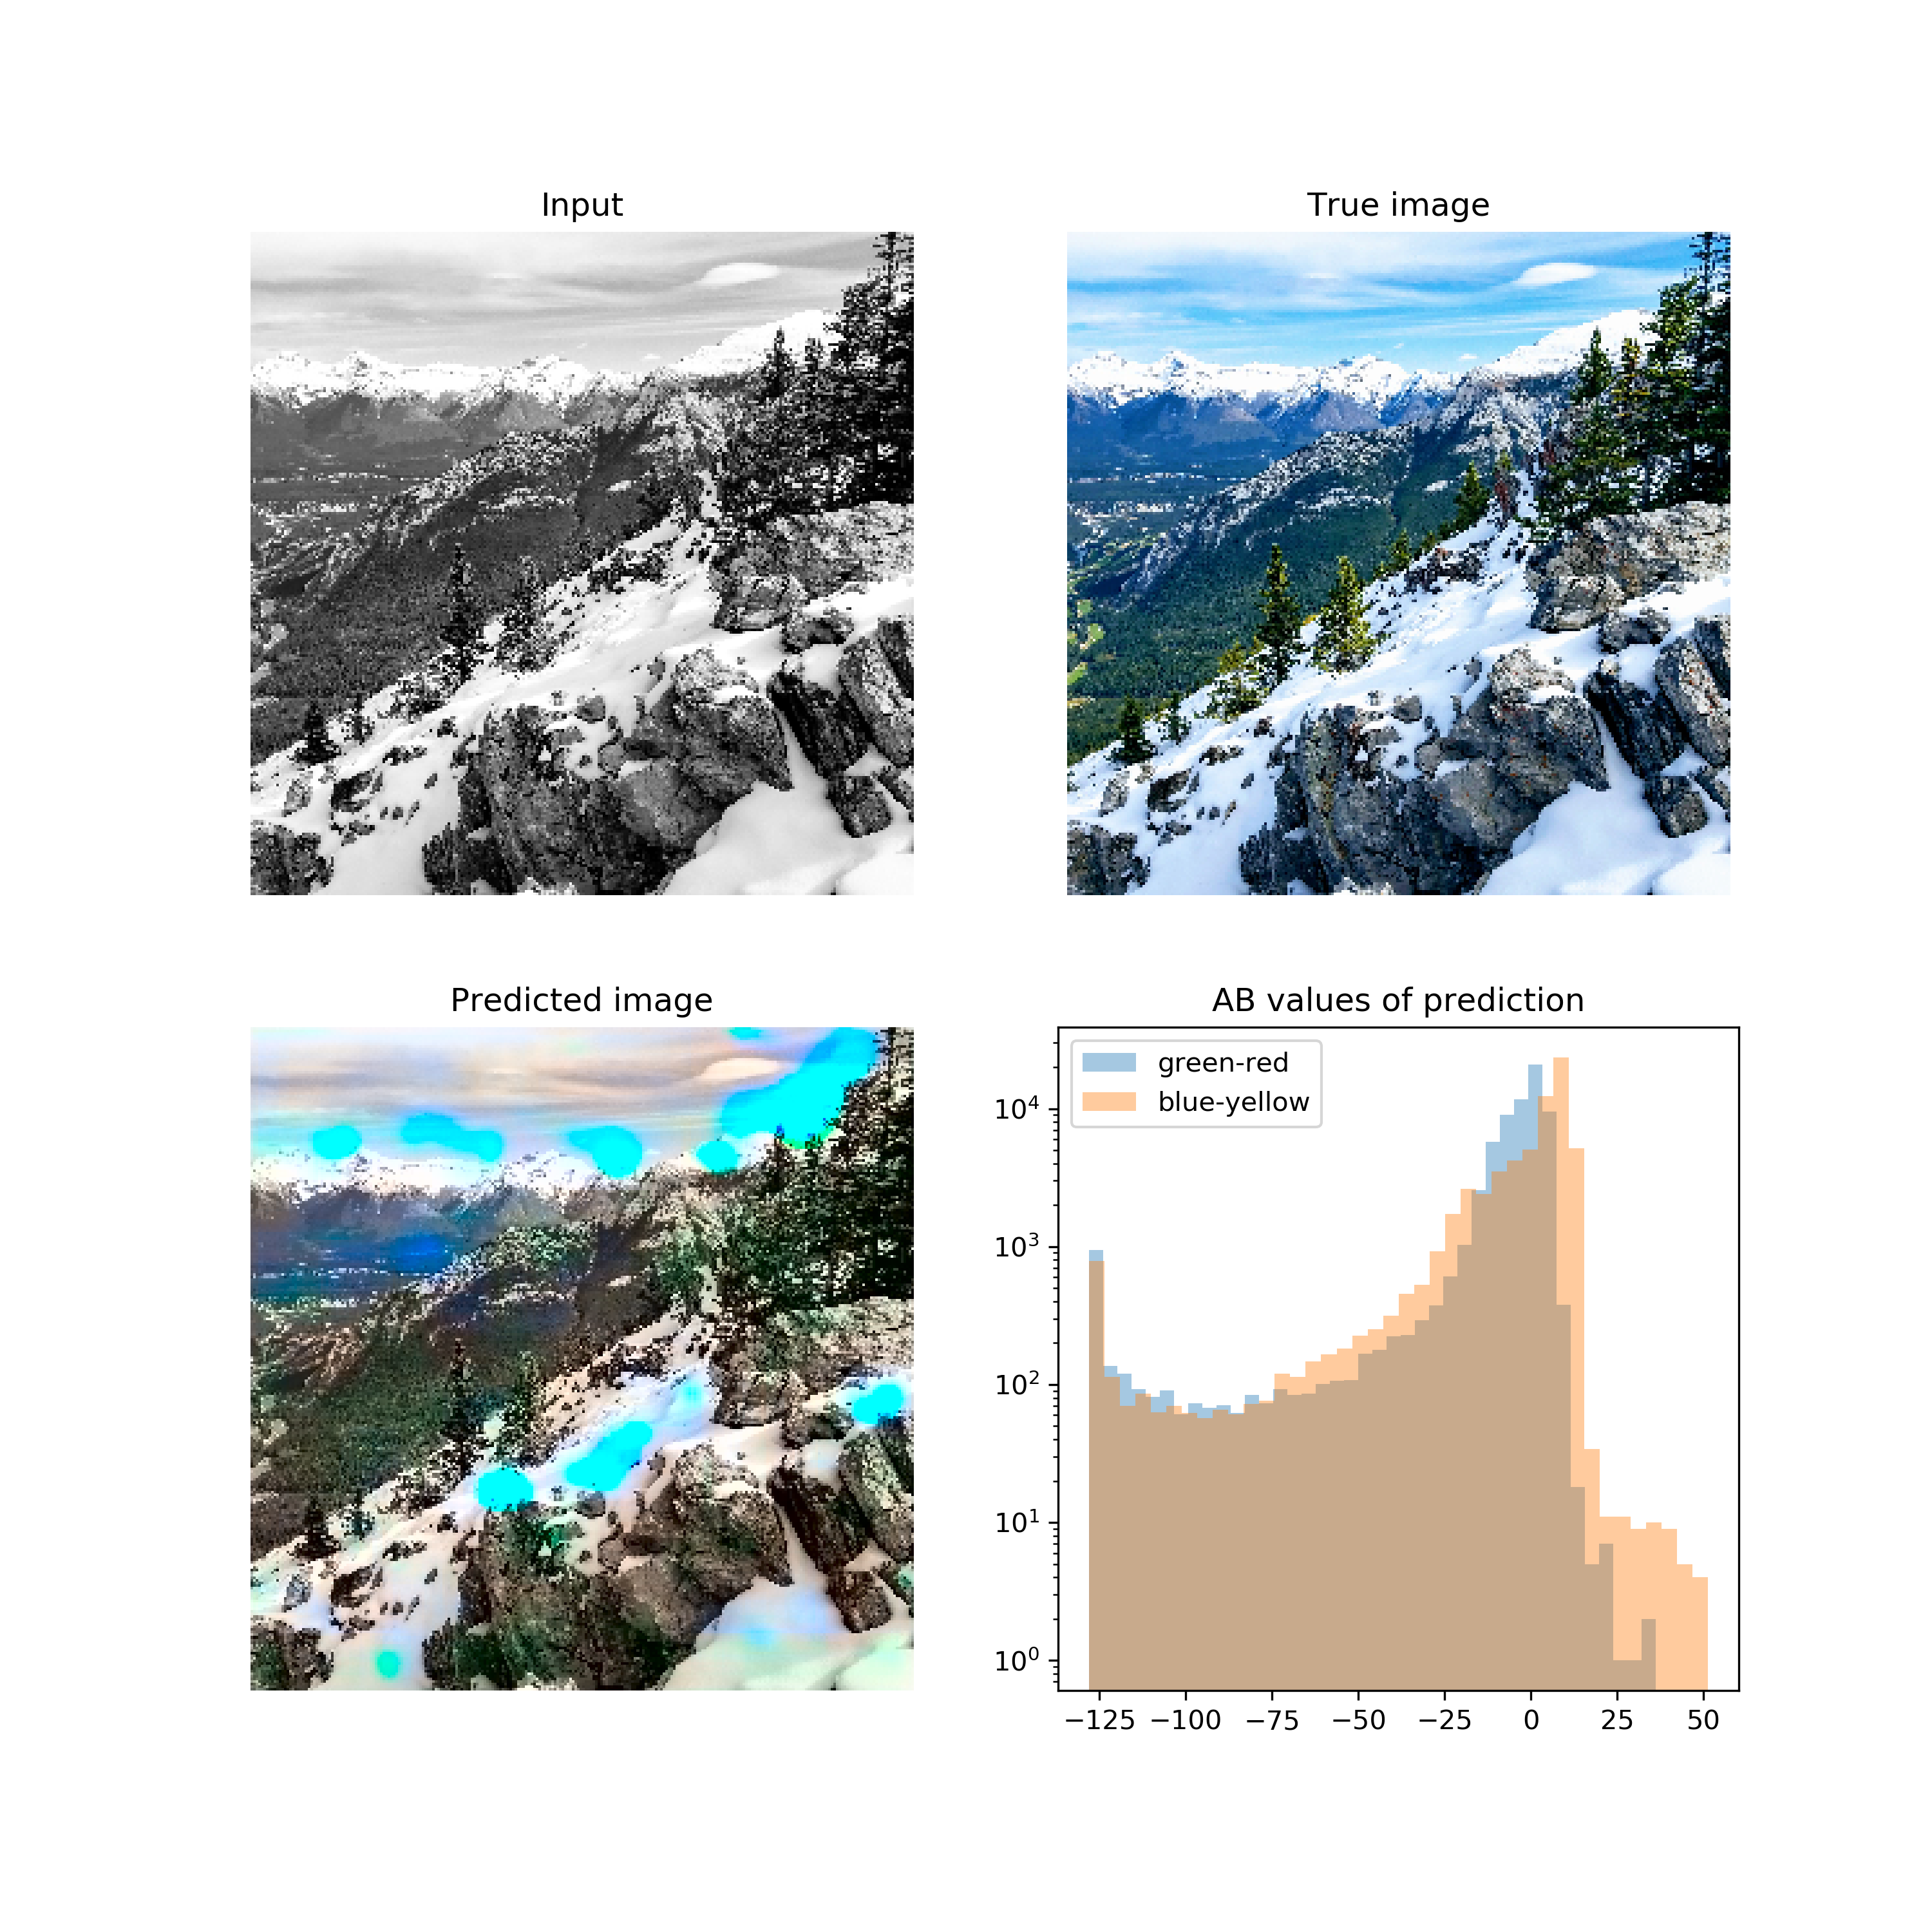 Input
True image
Predicted image
AB values of prediction
green-red
blue-yellow
10⁴
10³
10²
10¹
10⁰
−125 −100 −75 −50 −25 0 25 50